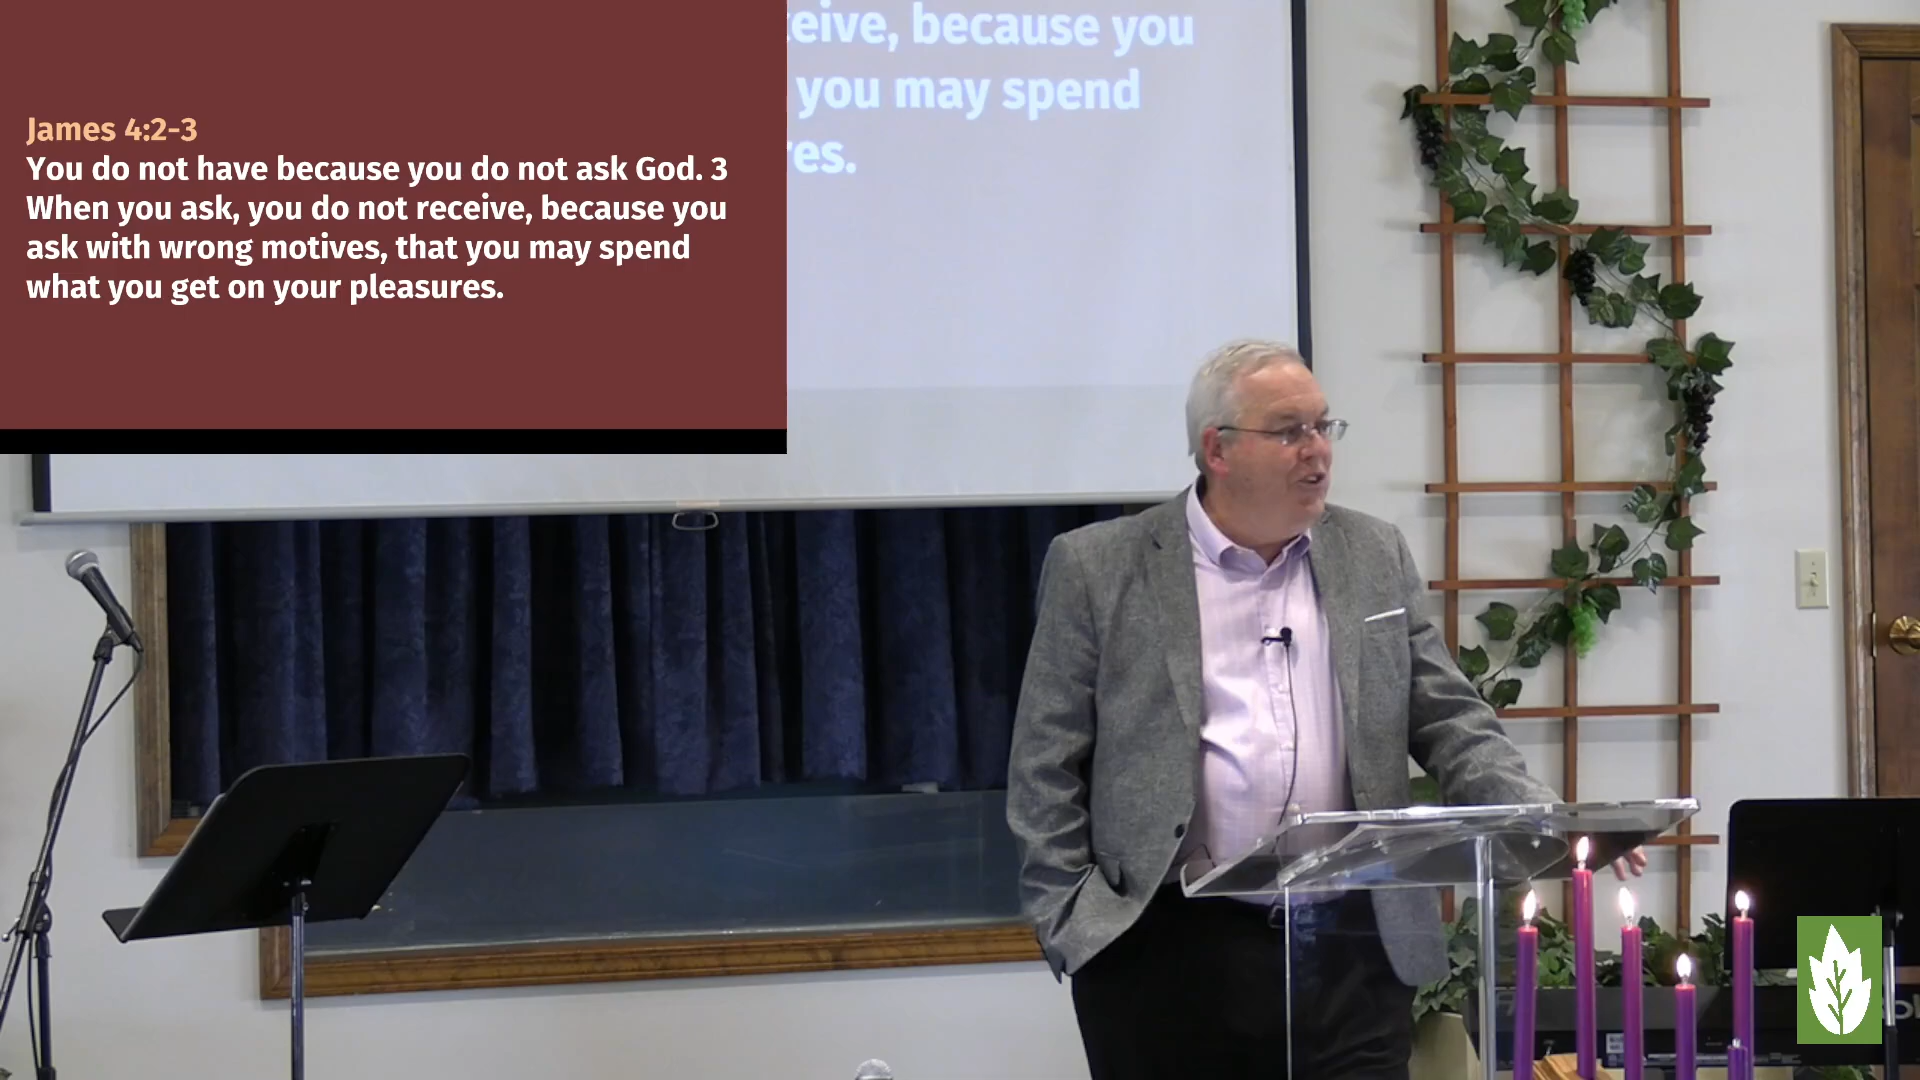 James 4:2-3
You do not have because you do not ask God. 3
When you ask, you do not receive, because you
ask with wrong motives, that you may spend
what you get on your pleasures.
because you
you may spend